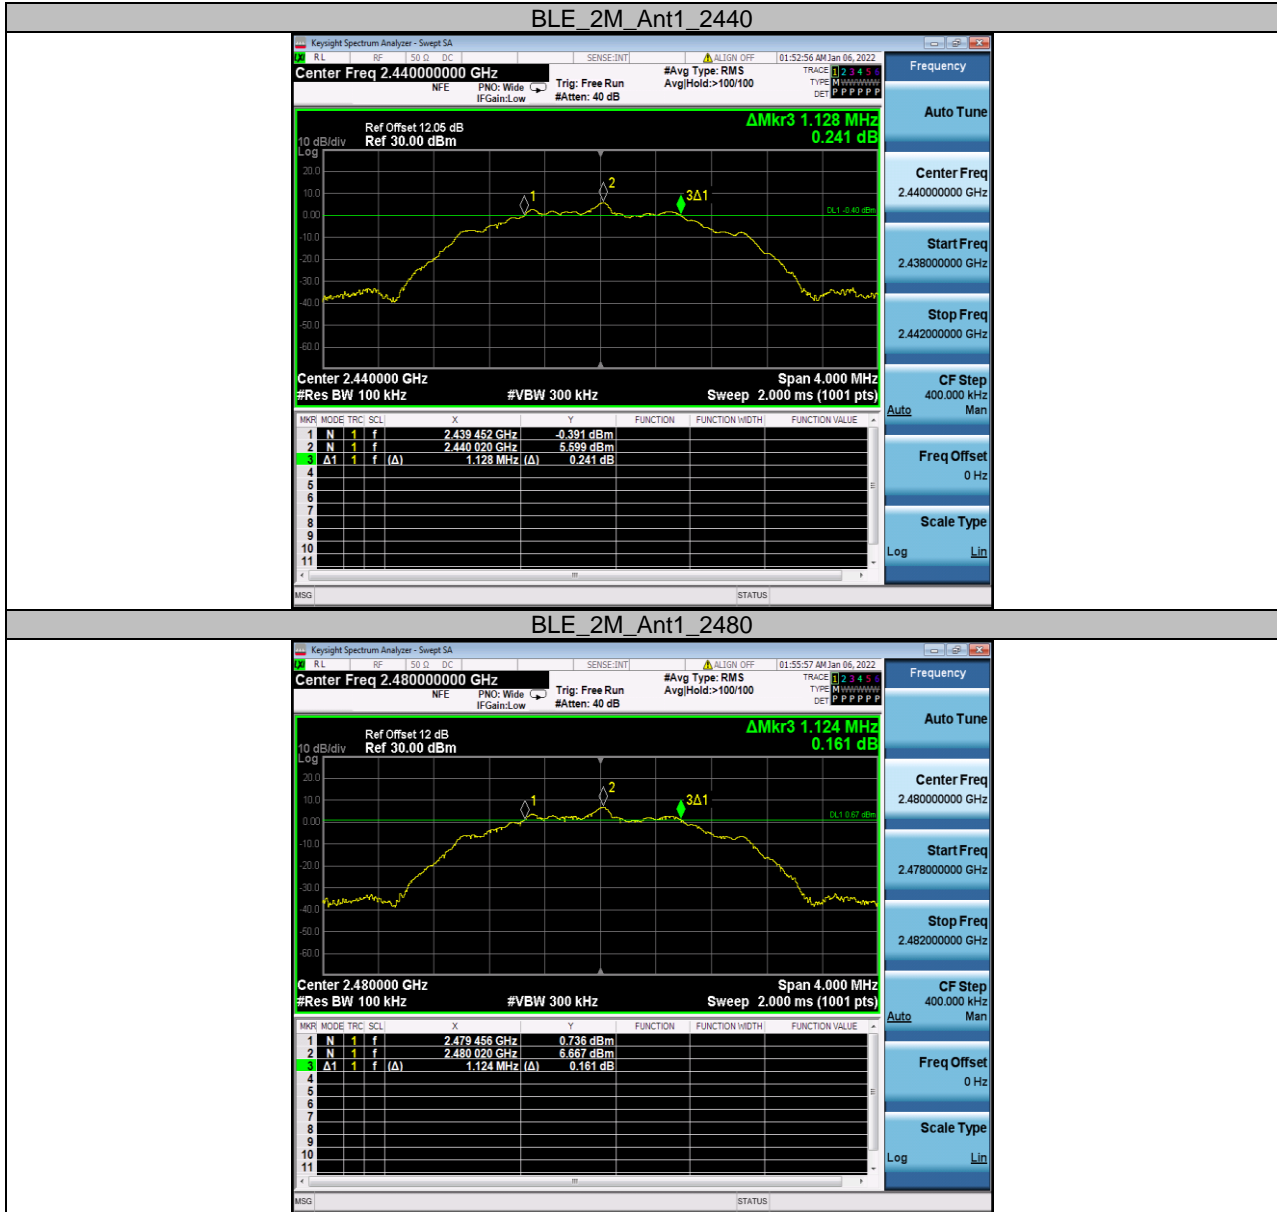 BLE_2M_Ant1_2440
Keysight Spectrum Analyzer - Swept SA
RL RF 50 Ω DC SENSE:INT ALIGN OFF 01:52:56 AM Jan 06, 2022
Center Freq 2.440000000 GHz
NFE PNO: Wide Trig: Free Run
IFGain:Low #Atten: 40 dB
#Avg Type: RMS
Avg|Hold:>100/100
TRACE 1 2 3 4 5 6
TYPE M WWWWW
DET P P P P P P
Ref Offset 12.05 dB
10 dB/div Ref 30.00 dBm
ΔMkr3 1.128 MHz
0.241 dB
Log
20.0
10.0
0.00
-10.0
-20.0
-30.0
-40.0
-50.0
-60.0
1
2
3Δ1
DL1 -0.40 dBm
Center 2.440000 GHz Span 4.000 MHz
#Res BW 100 kHz #VBW 300 kHz Sweep 2.000 ms (1001 pts)
MKR MODE TRC SCL X Y FUNCTION FUNCTION WIDTH FUNCTION VALUE
1 N 1 f 2.439 452 GHz -0.391 dBm
2 N 1 f 2.440 020 GHz 5.599 dBm
3 Δ1 1 f (Δ) 1.128 MHz (Δ) 0.241 dB
4
5
6
7
8
9
10
11
MSG STATUS
Frequency
Auto Tune
Center Freq
2.440000000 GHz
Start Freq
2.438000000 GHz
Stop Freq
2.442000000 GHz
CF Step
400.000 kHz
Auto Man
Freq Offset
0 Hz
Scale Type
Log Lin
BLE_2M_Ant1_2480
Keysight Spectrum Analyzer - Swept SA
RL RF 50 Ω DC SENSE:INT ALIGN OFF 01:55:57 AM Jan 06, 2022
Center Freq 2.480000000 GHz
NFE PNO: Wide Trig: Free Run
IFGain:Low #Atten: 40 dB
#Avg Type: RMS
Avg|Hold:>100/100
TRACE 1 2 3 4 5 6
TYPE M WWWWW
DET P P P P P P
Ref Offset 12 dB
10 dB/div Ref 30.00 dBm
ΔMkr3 1.124 MHz
0.161 dB
Log
20.0
10.0
0.00
-10.0
-20.0
-30.0
-40.0
-50.0
-60.0
1
2
3Δ1
DL1 0.67 dBm
Center 2.480000 GHz Span 4.000 MHz
#Res BW 100 kHz #VBW 300 kHz Sweep 2.000 ms (1001 pts)
MKR MODE TRC SCL X Y FUNCTION FUNCTION WIDTH FUNCTION VALUE
1 N 1 f 2.479 456 GHz 0.736 dBm
2 N 1 f 2.480 020 GHz 6.667 dBm
3 Δ1 1 f (Δ) 1.124 MHz (Δ) 0.161 dB
4
5
6
7
8
9
10
11
MSG STATUS
Frequency
Auto Tune
Center Freq
2.480000000 GHz
Start Freq
2.478000000 GHz
Stop Freq
2.482000000 GHz
CF Step
400.000 kHz
Auto Man
Freq Offset
0 Hz
Scale Type
Log Lin